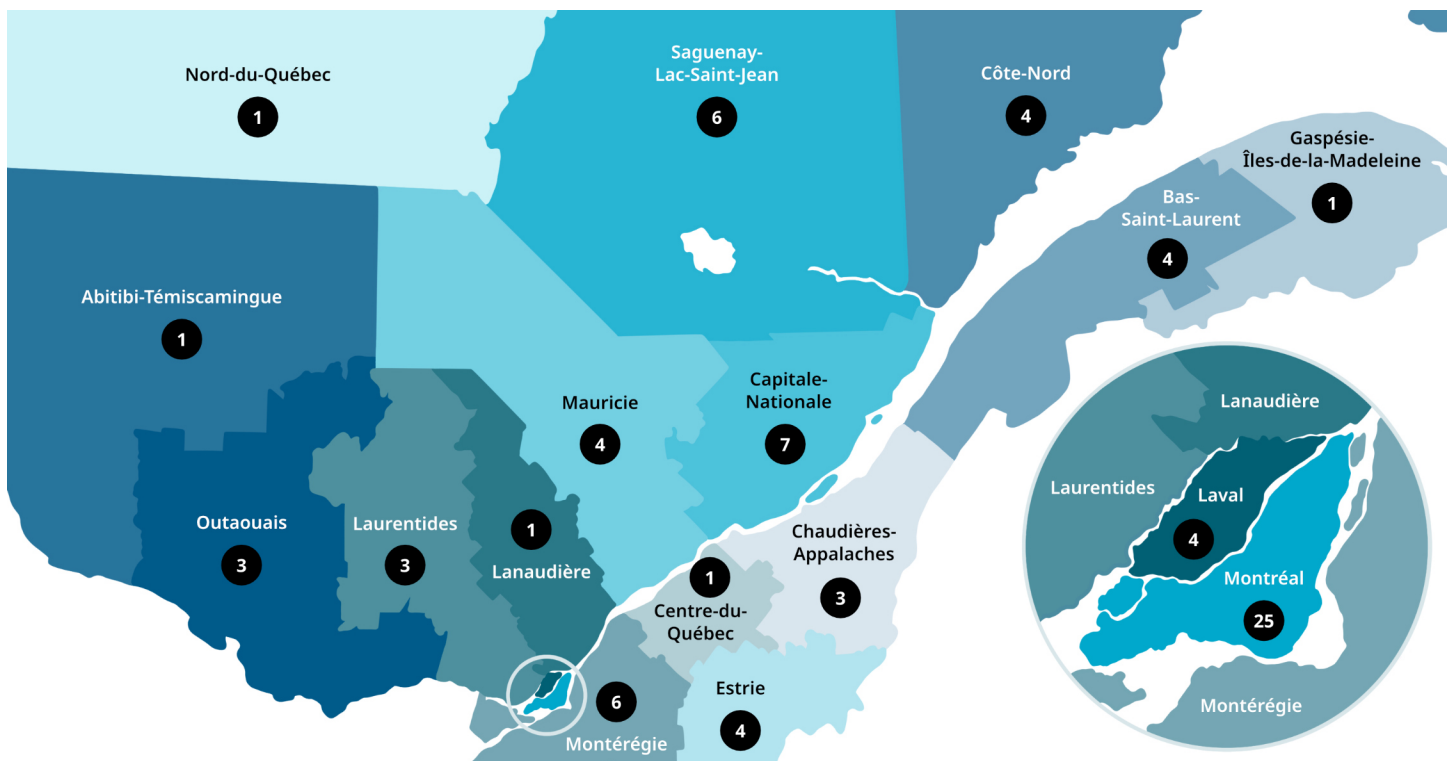 Nord-du-Québec
1
Saguenay-
Lac-Saint-Jean
6
Côte-Nord
4
Gaspésie-
Îles-de-la-Madeleine
1
Bas-
Saint-Laurent
4
Abitibi-Témiscamingue
1
Mauricie
4
Capitale-
Nationale
7
Outaouais
3
Laurentides
3
1
Lanaudière
1
Centre-du-
Québec
Chaudières-
Appalaches
3
6
Montérégie
Estrie
4
Lanaudière
Laurentides
Laval
4
Montréal
25
Montérégie